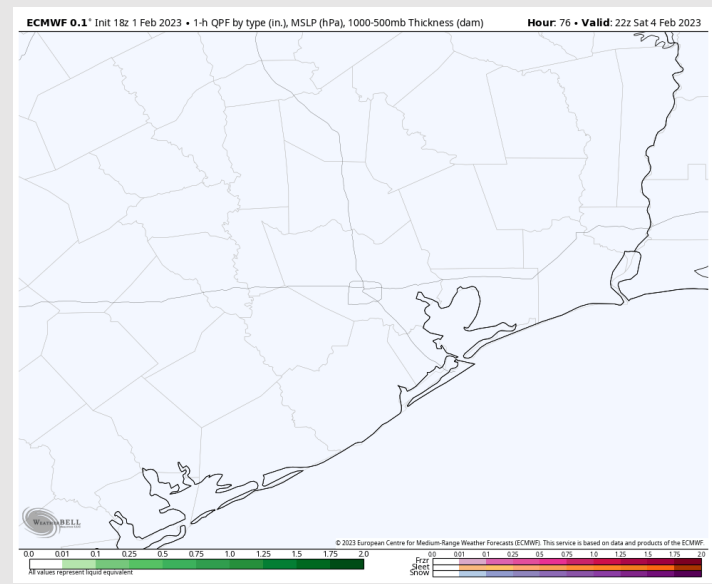 ECMWF 0.1° Init 18z 1 Feb 2023 • 1-h QPF by type (in.), MSLP (hPa), 1000-500mb Thickness (dam) Hour: 76 • Valid: 22z Sat 4 Feb 2023
WeatherBELL
© 2023 European Centre for Medium-Range Weather Forecasts (ECMWF). This service is based on data and products of the ECMWF.
0.0 0.01 0.1 0.25 0.5 0.75 1.0 1.25 1.5 1.75 2.0
All values represent liquid equivalent
0.0 0.01 0.1 0.25 0.5 0.75 1.0 1.25 1.5 1.75 2.0
Frzr
Sleet
Snow